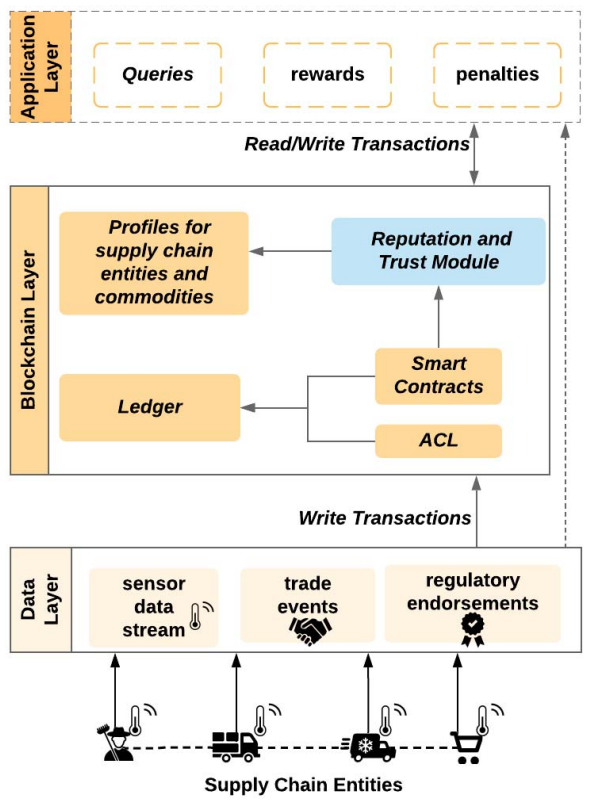 Application
Layer
Queries
rewards
penalties
Read/Write Transactions
Blockchain Layer
Profiles for
supply chain
entities and
commodities
Reputation and
Trust Module
Smart
Contracts
Ledger
ACL
Write Transactions
Data
Layer
sensor
data
stream
trade
events
regulatory
endorsements
Supply Chain Entities